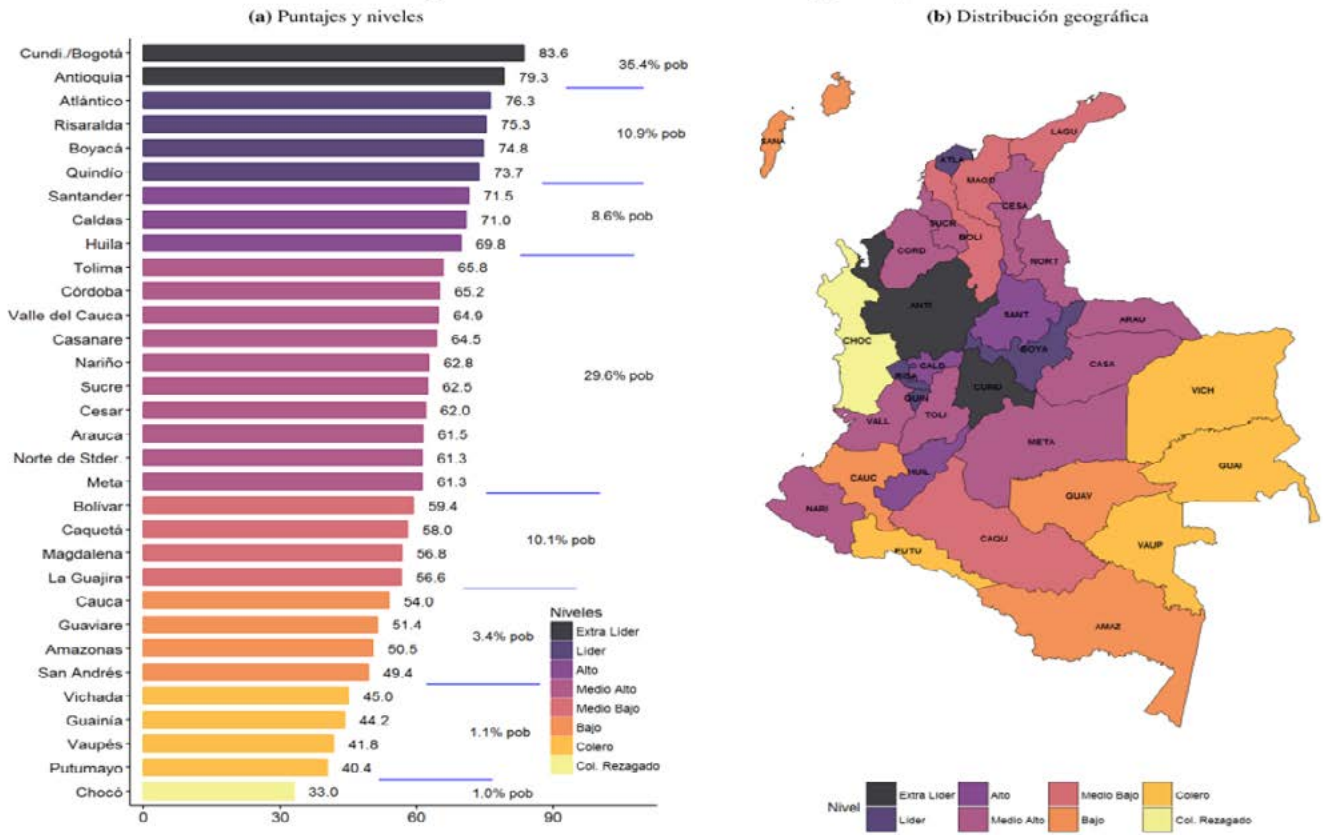 (a) Puntajes y niveles
Cundi./Bogotá 83.6
Antioquia 79.3
35.4% pob
Atlántico 76.3
Risaralda 75.3
Boyacá 74.8
Quindío 73.7
10.9% pob
Santander 71.5
Caldas 71.0
Huila 69.8
8.6% pob
Tolima 65.8
Córdoba 65.2
Valle del Cauca 64.9
Casanare 64.5
Nariño 62.8
Sucre 62.5
Cesar 62.0
Arauca 61.5
Norte de Stder. 61.3
Meta 61.3
29.6% pob
Bolívar 59.4
Caquetá 58.0
Magdalena 56.8
La Guajira 56.6
10.1% pob
Cauca 54.0
Guaviare 51.4
Amazonas 50.5
San Andrés 49.4
3.4% pob
Vichada 45.0
Guainía 44.2
Vaupés 41.8
Putumayo 40.4
1.1% pob
Chocó 33.0
1.0% pob
0 30 60 90
Niveles
Extra Líder
Líder
Alto
Medio Alto
Medio Bajo
Bajo
Colero
Col. Rezagado
(b) Distribución geográfica
LAGU
SANA
ATLA
MAGD
CESA
SUCR
BOLI
CORD
NORT
ANTI
SANT
ARAU
CHOC
BOYA
CASA
CALD
RISA
CUND
VICH
QUIN
TOLI
VALL
META
GUAI
CAUC
HUIL
GUAV
NARI
CAQU
VAUP
PUTU
AMAZ
Nivel
Extra Líder
Alto
Medio Bajo
Colero
Líder
Medio Alto
Bajo
Col. Rezagado